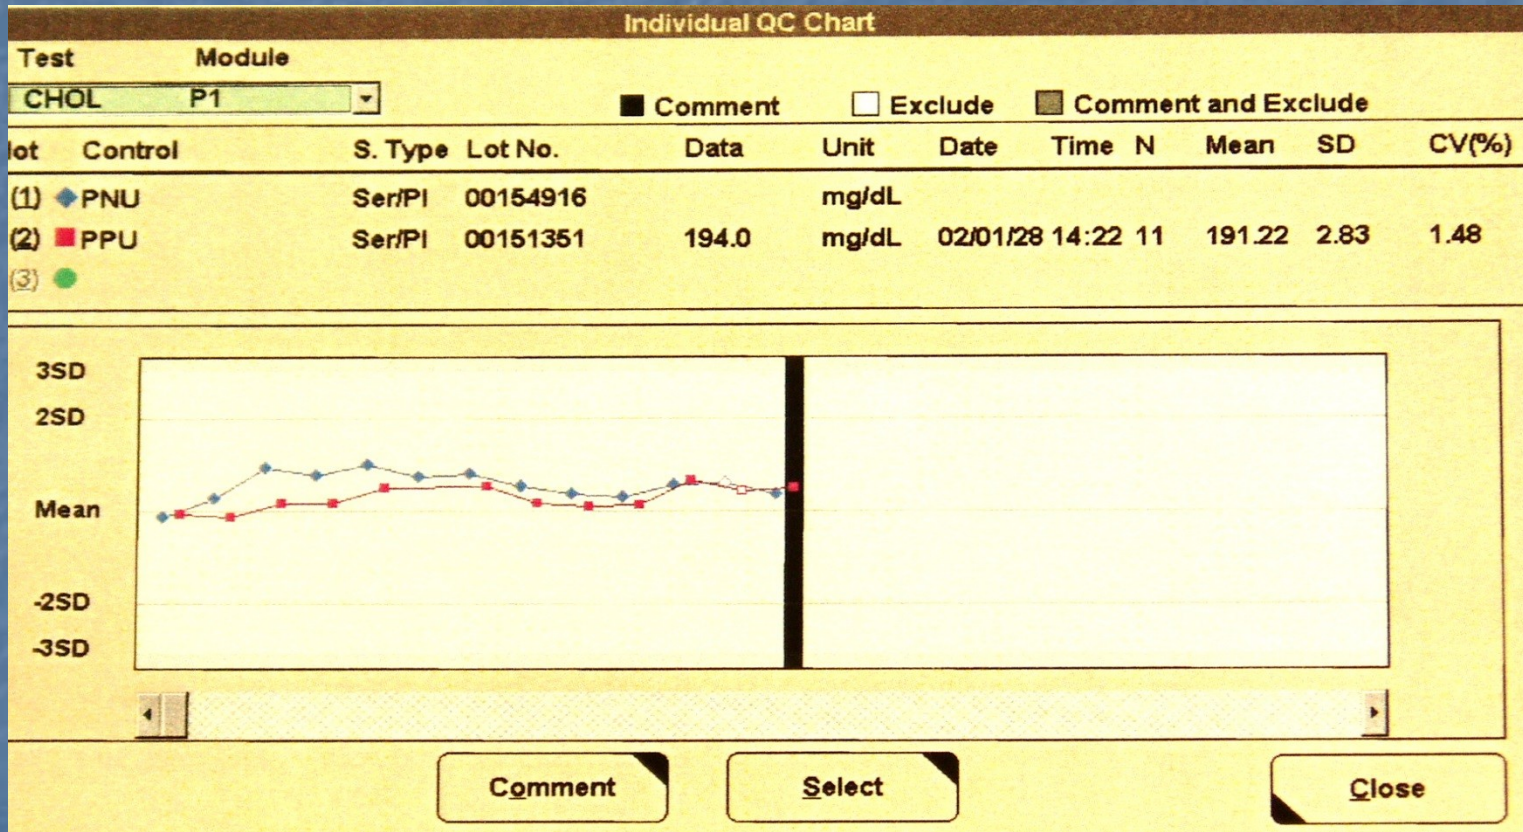 Individual QC Chart
Test Module
CHOL P1
Comment Exclude Comment and Exclude
lot Control S. Type Lot No. Data Unit Date Time N Mean SD CV(%)
(1) PNU Ser/Pl 00154916 mg/dL
(2) PPU Ser/Pl 00151351 194.0 mg/dL 02/01/28 14:22 11 191.22 2.83 1.48
(3)
3SD
2SD
Mean
-2SD
-3SD
Comment Select Close